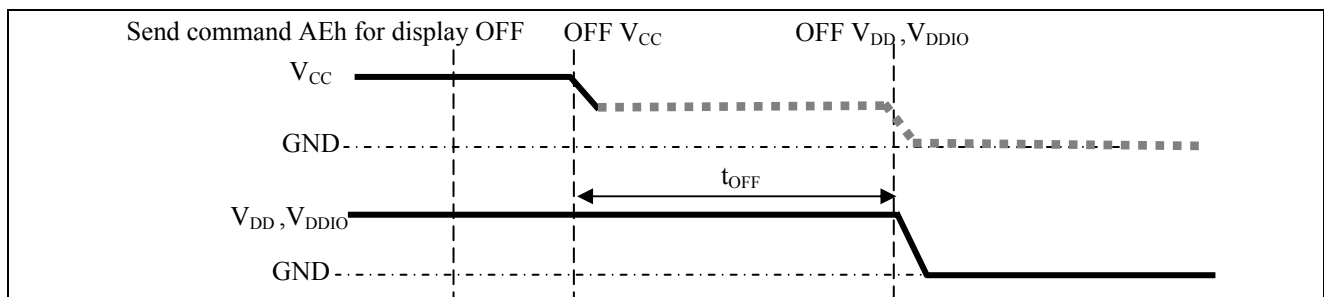 Send command AEh for display OFF OFF VCC OFF VDD ,VDDIO
VCC
GND
tOFF
VDD ,VDDIO
GND